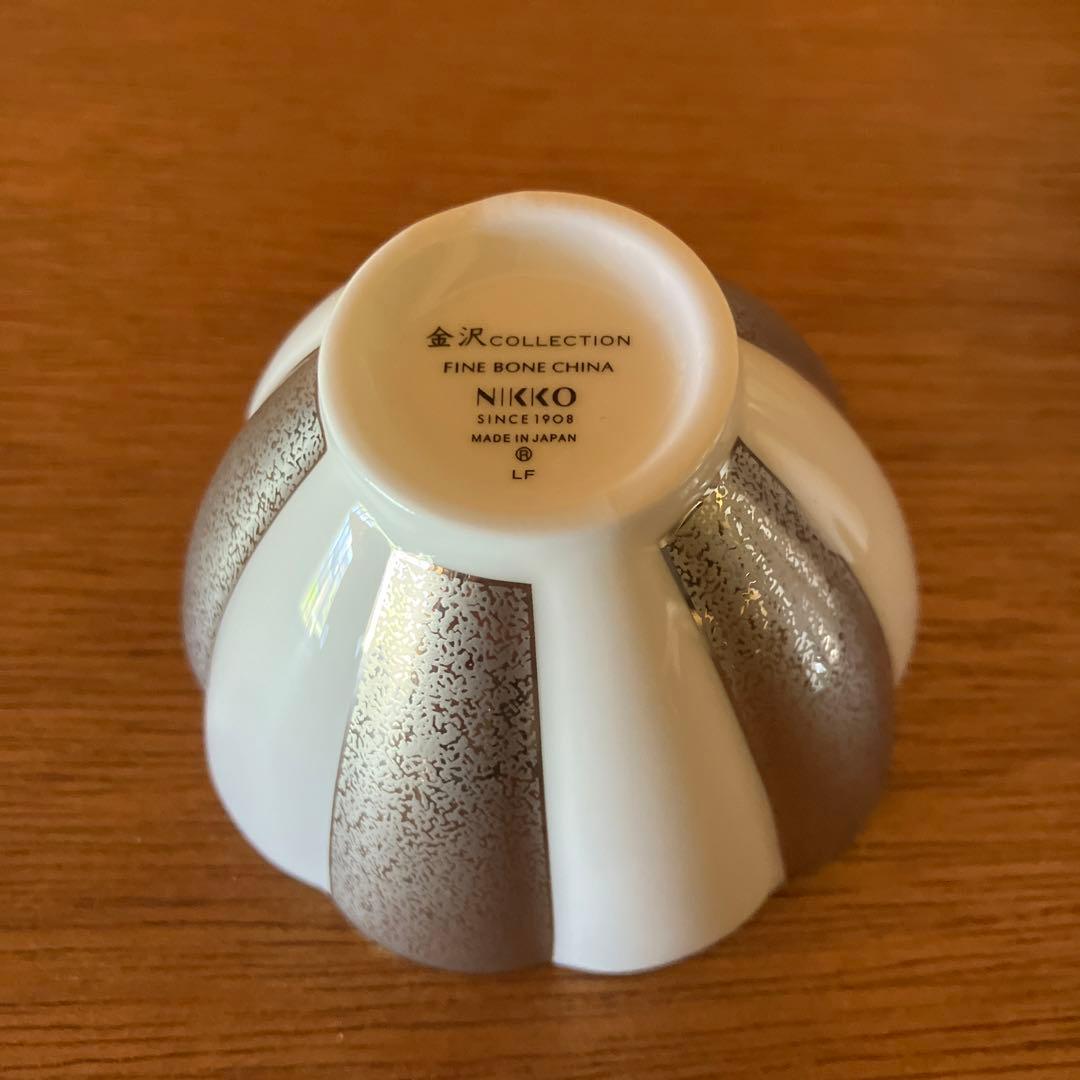 金沢COLLECTION
FINE BONE CHINA
NIKKO
SINCE 1908
MADE IN JAPAN
®
LF